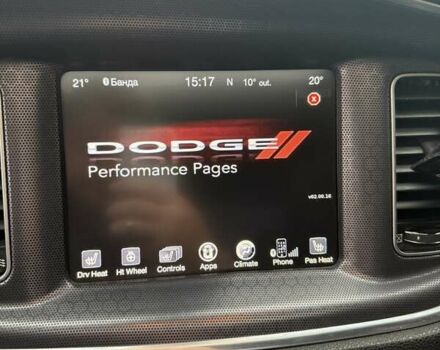 21° Банда 15:17 N 10° out. 20°
DODGE
Performance Pages
v02.00.16
Drv Heat Ht Wheel Controls Apps Climate Phone Pas Heat